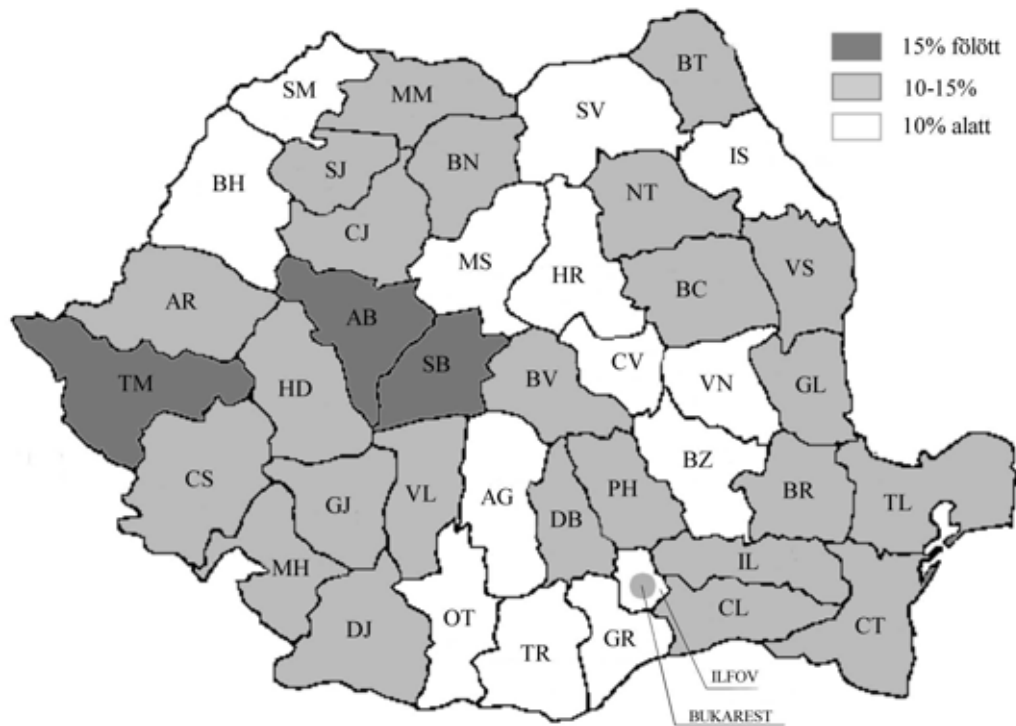 15% fölött
10-15%
10% alatt
SM
MM
BT
SV
IS
BH
SJ
BN
NT
CJ
MS
HR
BC
VS
AR
AB
TM
HD
SB
BV
CV
VN
GL
CS
GJ
VL
AG
DB
PH
BZ
BR
TL
MH
IL
DJ
OT
TR
GR
CL
CT
ILFOV
BUKAREST